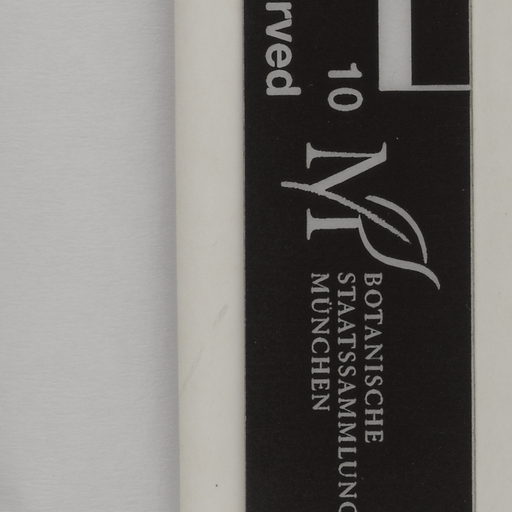 rved
10
M
BOTANISCHE
STAATSSAMMLUNG
MÜNCHEN